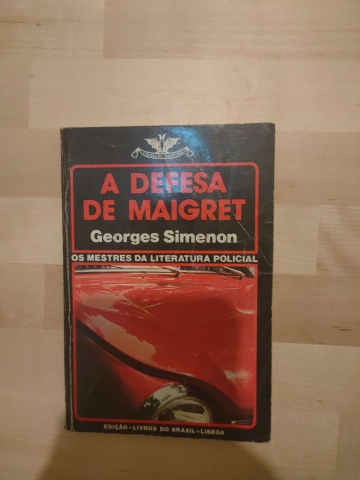 A DEFESA
DE MAIGRET
Georges Simenon
OS MESTRES DA LITERATURA POLICIAL
EDIÇÃO - LIVROS DO BRASIL - LISBOA